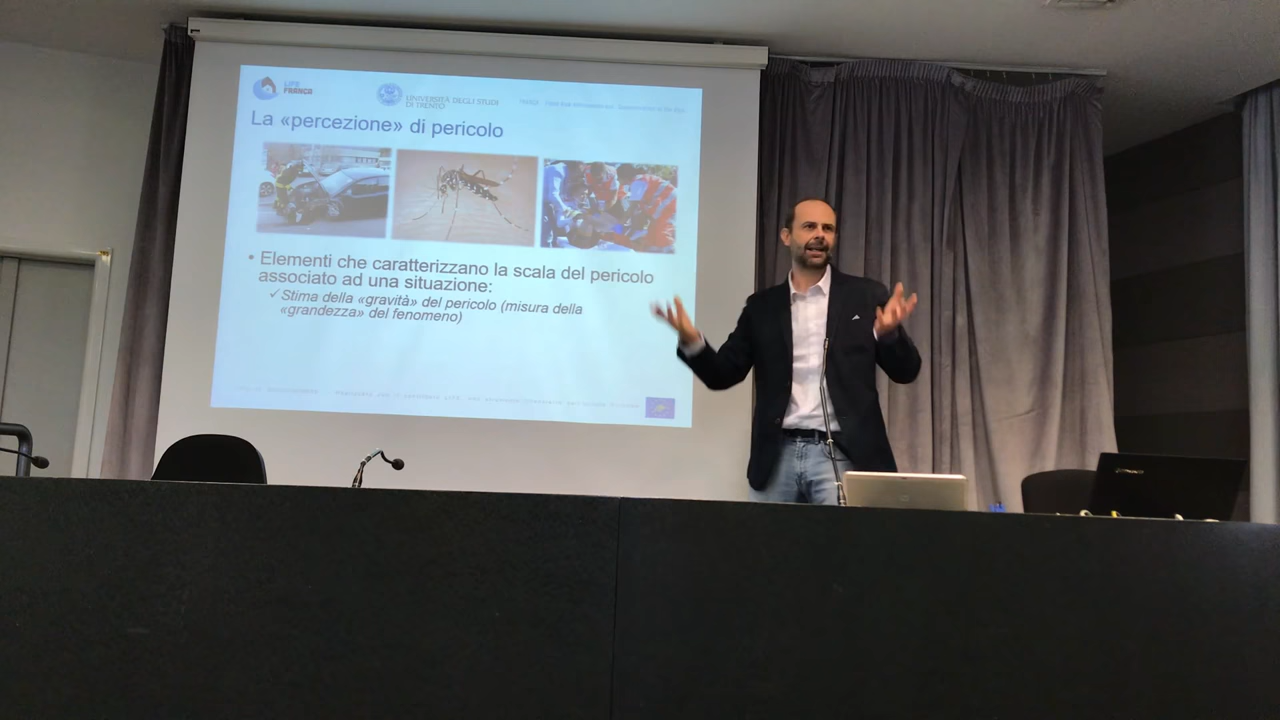 LIFE
FRANCA
UNIVERSITÀ DEGLI STUDI
DI TRENTO
La «percezione» di pericolo
• Elementi che caratterizzano la scala del pericolo
associato ad una situazione:
✓Stima della «gravità» del pericolo (misura della
«grandezza» del fenomeno)